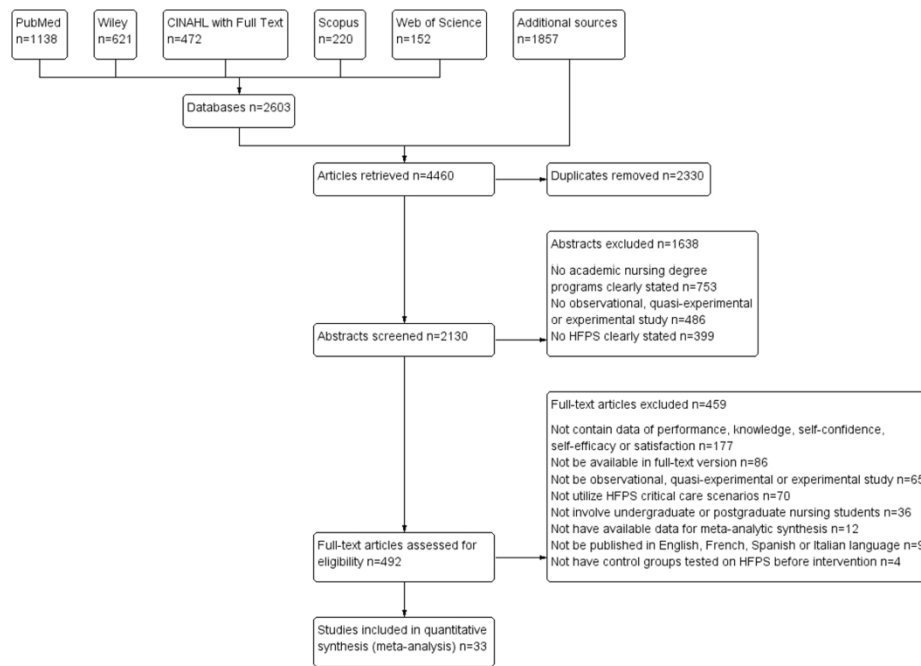 PubMed
n=1138
Wiley
n=621
CINAHL with Full Text
n=472
Scopus
n=220
Web of Science
n=152
Additional sources
n=1857
Databases n=2603
Articles retrieved n=4460
Duplicates removed n=2330
Abstracts excluded n=1638
No academic nursing degree
programs clearly stated n=753
No observational, quasi-experimental
or experimental study n=486
No HFPS clearly stated n=399
Abstracts screened n=2130
Full-text articles excluded n=459
Not contain data of performance, knowledge, self-confidence,
self-efficacy or satisfaction n=177
Not be available in full-text version n=86
Not be observational, quasi-experimental or experimental study n=65
Not utilize HFPS critical care scenarios n=70
Not involve undergraduate or postgraduate nursing students n=36
Not have available data for meta-analytic synthesis n=12
Not be published in English, French, Spanish or Italian language n=9
Not have control groups tested on HFPS before intervention n=4
Full-text articles assessed for
eligibility n=492
Studies included in quantitative
synthesis (meta-analysis) n=33